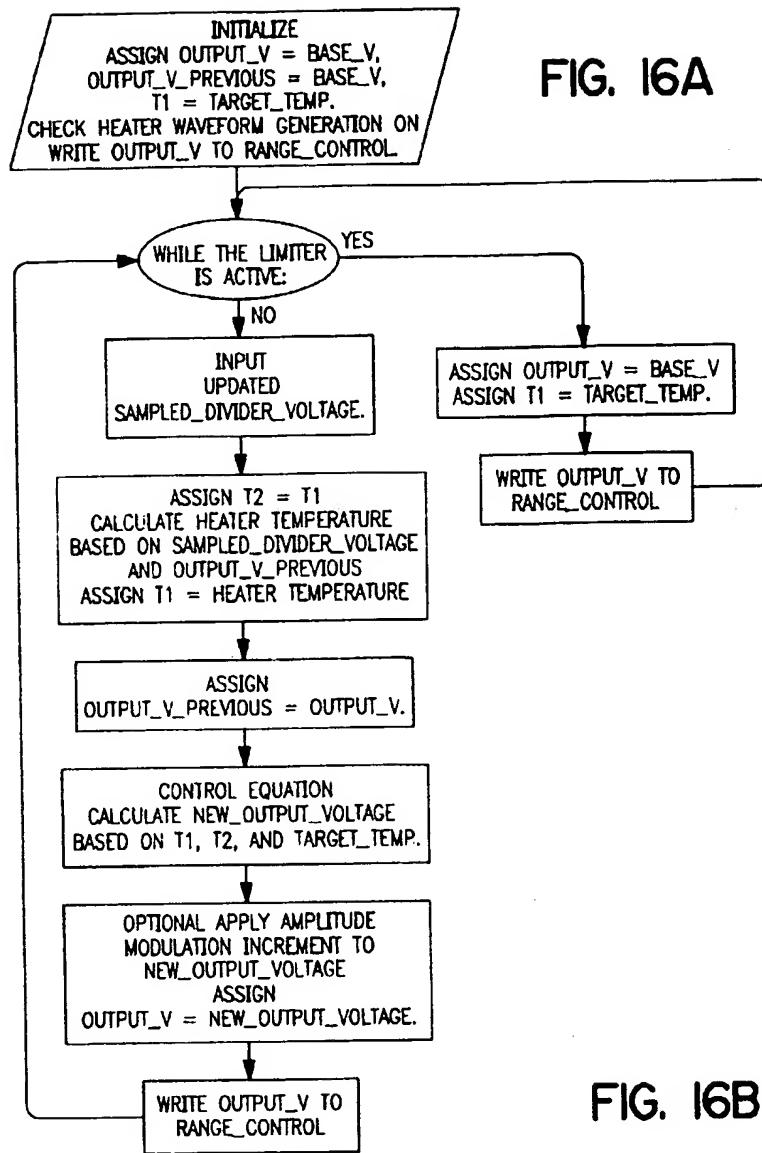 INITIALIZE
ASSIGN OUTPUT_V = BASE_V,
OUTPUT_V_PREVIOUS = BASE_V,
T1 = TARGET_TEMP.
CHECK HEATER WAVEFORM GENERATION ON
WRITE OUTPUT_V TO RANGE_CONTROL
FIG. 16A
WHILE THE LIMITER
IS ACTIVE:
YES
NO
INPUT
UPDATED
SAMPLED_DIVIDER_VOLTAGE.
ASSIGN OUTPUT_V = BASE_V
ASSIGN T1 = TARGET_TEMP.
WRITE OUTPUT_V TO
RANGE_CONTROL
ASSIGN T2 = T1
CALCULATE HEATER TEMPERATURE
BASED ON SAMPLED_DIVIDER_VOLTAGE
AND OUTPUT_V_PREVIOUS
ASSIGN T1 = HEATER TEMPERATURE
ASSIGN
OUTPUT_V_PREVIOUS = OUTPUT_V.
CONTROL EQUATION
CALCULATE NEW_OUTPUT_VOLTAGE
BASED ON T1, T2, AND TARGET_TEMP.
OPTIONAL APPLY AMPLITUDE
MODULATION INCREMENT TO
NEW_OUTPUT_VOLTAGE
ASSIGN
OUTPUT_V = NEW_OUTPUT_VOLTAGE.
WRITE OUTPUT_V TO
RANGE_CONTROL
FIG. 16B